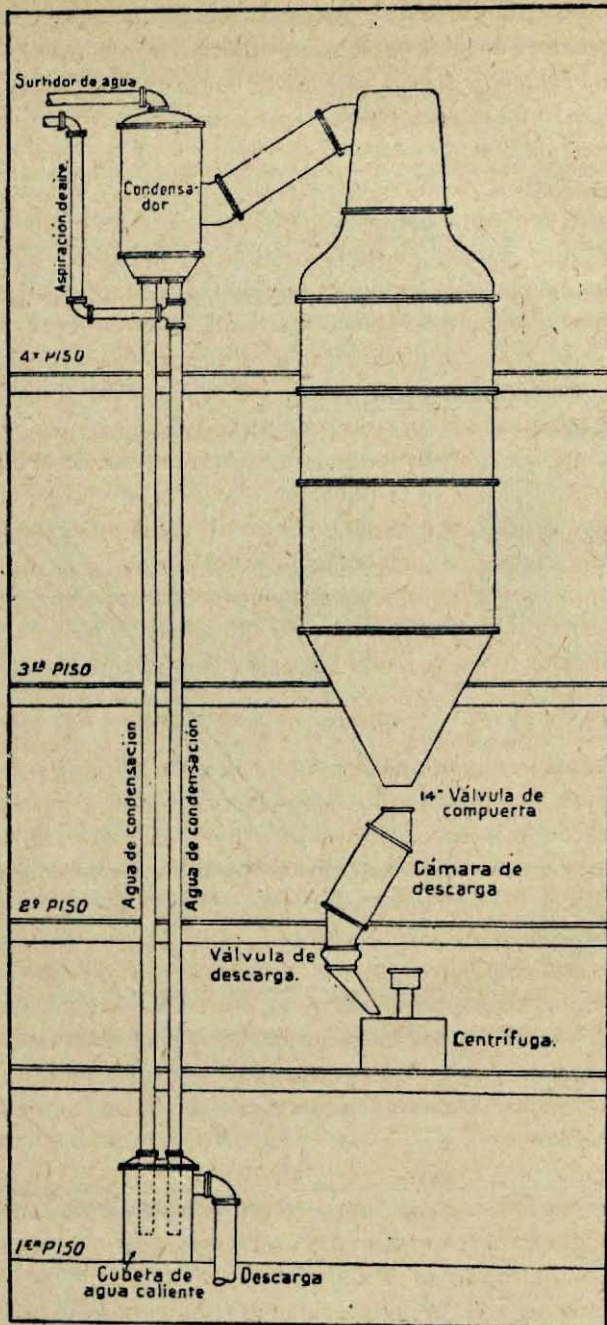 Surtidor de agua
Condensa-
dor
Aspiración de aire.
4º PISO
3ER PISO
Agua de condensacion
Agua de condensación
14" Válvula de
compuerta
Cámara de
descarga
2º PISO
Válvula de
descarga.
Centrífuga.
1ER PISO
Cubeta de
agua caliente
Descarga